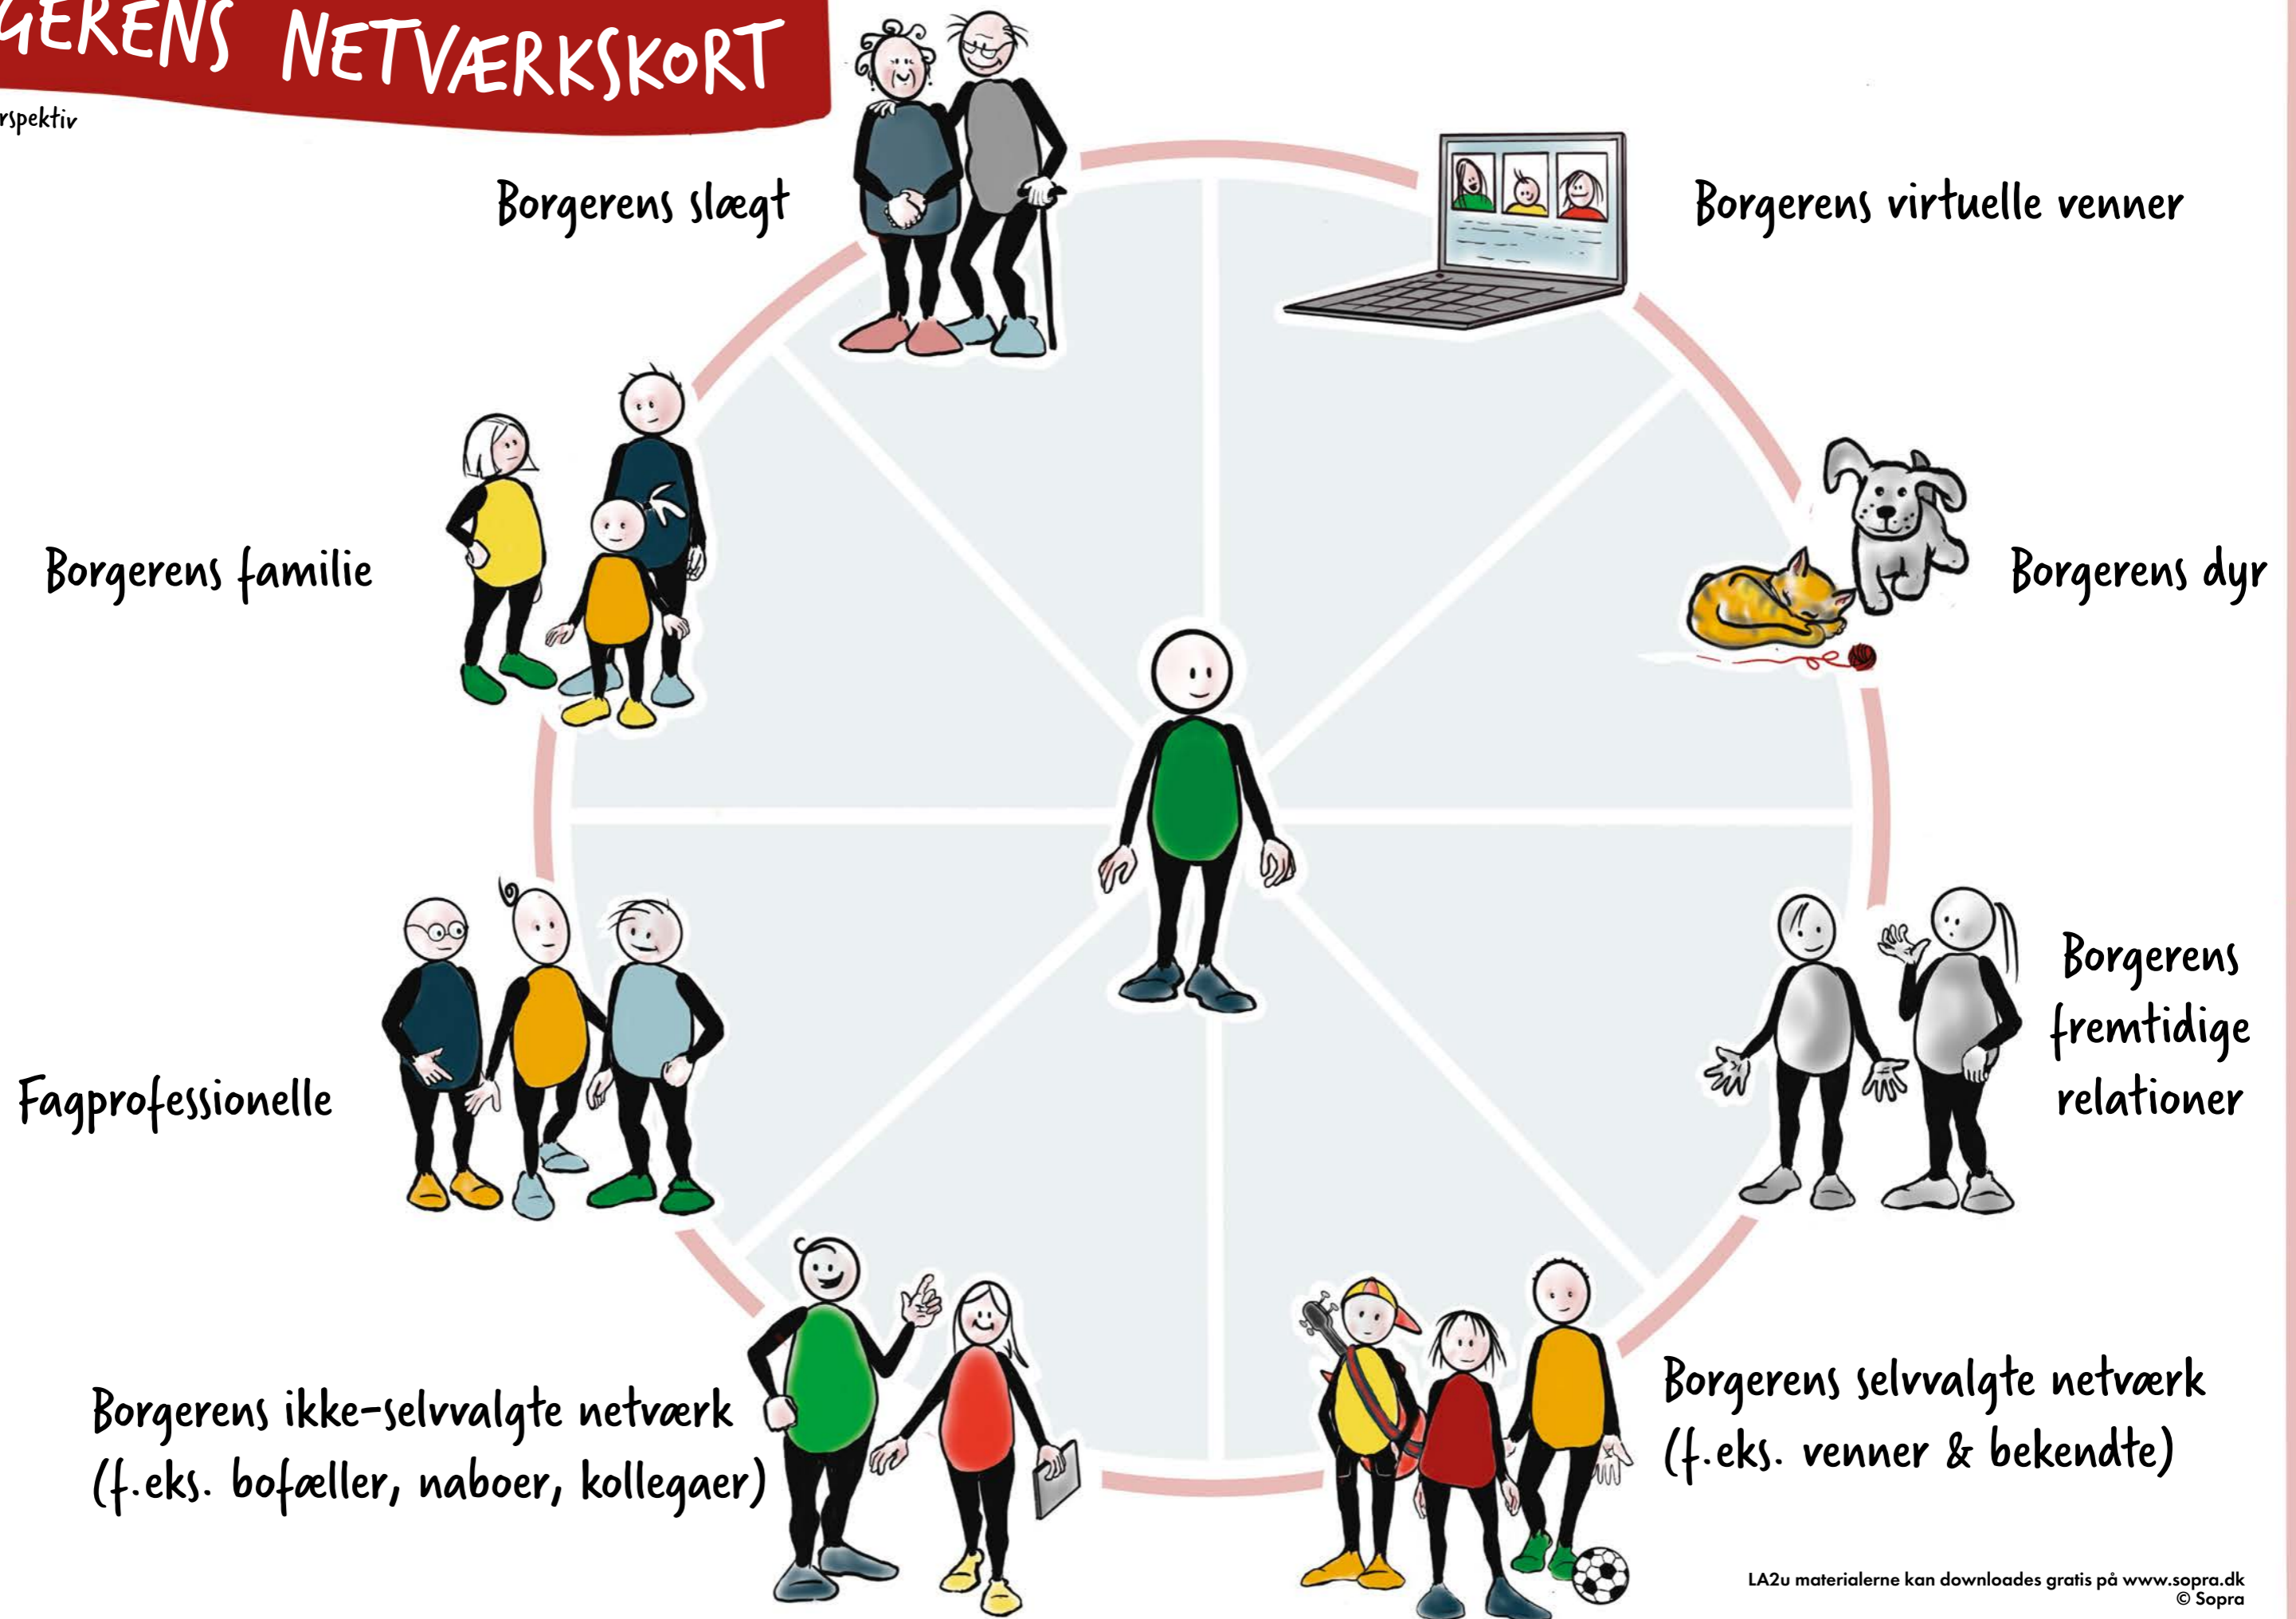 GERENS NETVÆRKSKORT
rspektiv
Borgerens slægt
Borgerens virtuelle venner
Borgerens familie
Borgerens dyr
Borgerens
fremtidige
relationer
Fagprofessionelle
Borgerens ikke-selvvalgte netværk
(f.eks. bofæller, naboer, kollegaer)
Borgerens selvvalgte netværk
(f.eks. venner & bekendte)
LA2u materialerne kan downloades gratis på www.sopra.dk
© Sopra